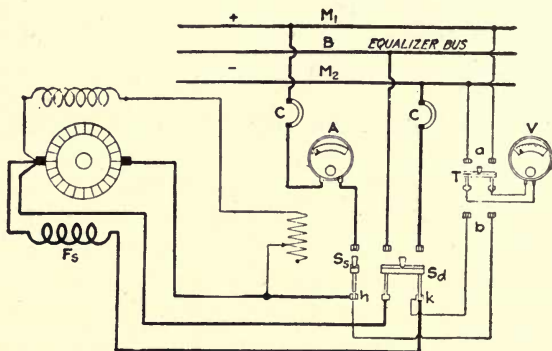 + M1
B EQUALIZER BUS
- M2
C A C V
a
T
b
Ss Sd
Fs h k